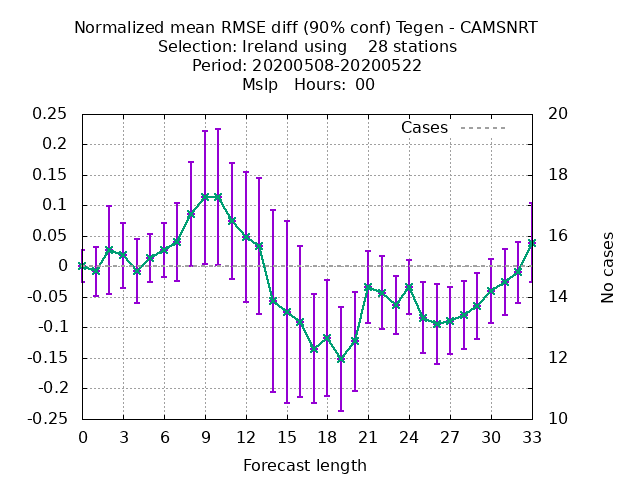 Normalized mean RMSE diff (90% conf) Tegen - CAMSNRT
Selection: Ireland using 28 stations
Period: 20200508-20200522
Mslp Hours: 00
Cases
0.25
0.2
0.15
0.1
0.05
0
-0.05
-0.1
-0.15
-0.2
-0.25
20
18
16
14
12
10
No cases
0 3 6 9 12 15 18 21 24 27 30 33
Forecast length